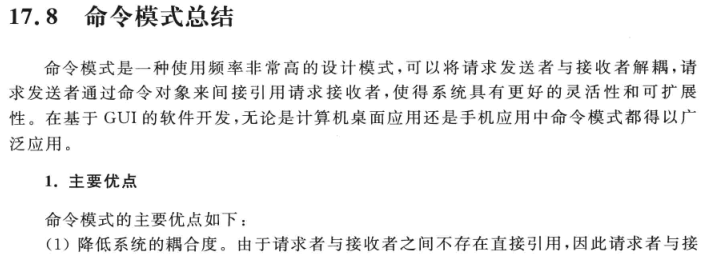 17.8 命令模式总结
命令模式是一种使用频率非常高的设计模式,可以将请求发送者与接收者解耦,请
求发送者通过命令对象来间接引用请求接收者,使得系统具有更好的灵活性和可扩展
性。在基于 GUI 的软件开发,无论是计算机桌面应用还是手机应用中命令模式都得以广
泛应用。
1. 主要优点
命令模式的主要优点如下:
(1) 降低系统的耦合度。由于请求者与接收者之间不存在直接引用,因此请求者与接